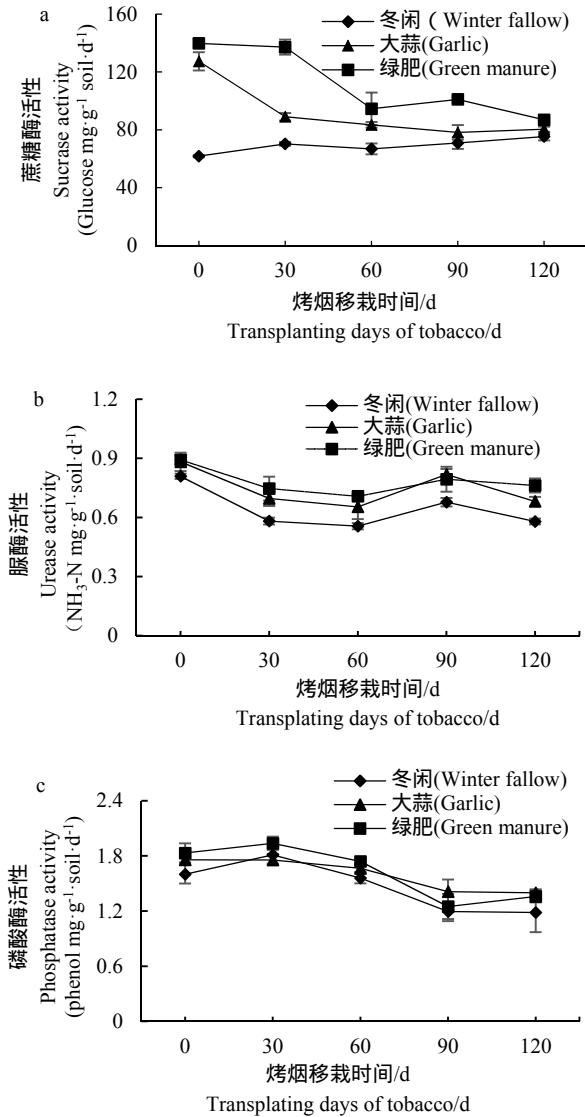 a
160
120
80
40
0
冬闲（ Winter fallow)
大蒜(Garlic)
绿肥(Green manure)
蔗糖酶活性
Sucrase activity
(Glucose mg·g⁻¹ soil·d⁻¹)
0 30 60 90 120
烤烟移栽时间/d
Transplanting days of tobacco/d
b
1.2
0.9
0.6
0.3
0
冬闲(Winter fallow)
大蒜(Garlic)
绿肥(Green manure)
脲酶活性
Urease activity
（NH₃-N mg·g⁻¹·soil·d⁻¹)
0 30 60 90 120
烤烟移栽时间/d
Transplating days of tobacco/d
c
2.4
1.8
1.2
0.6
0
冬闲(Winter fallow)
大蒜(Garlic)
绿肥(Green manure)
磷酸酶活性
Phosphatase activity
(phenol mg·g⁻¹·soil·d⁻¹)
0 30 60 90 120
烤烟移栽时间/d
Transplating days of tobacco/d